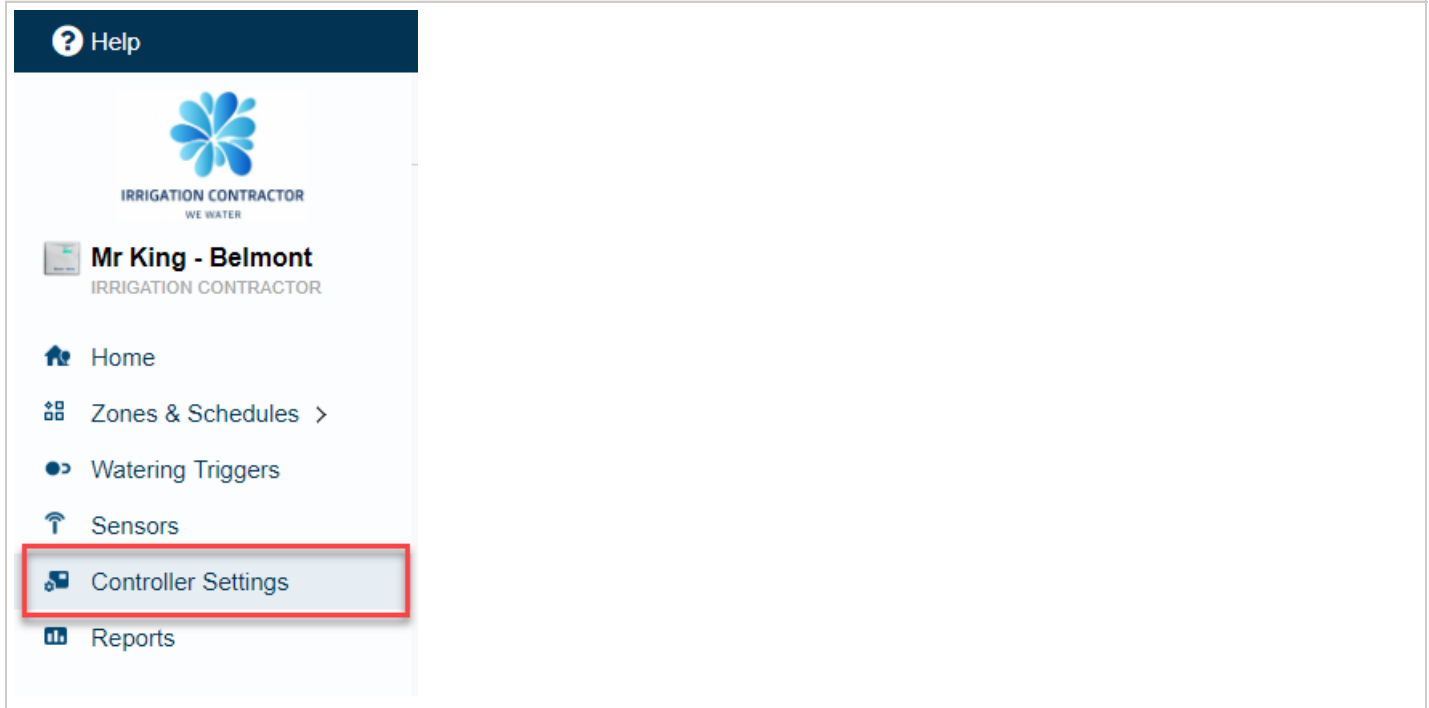 Help
IRRIGATION CONTRACTOR
WE WATER
Mr King - Belmont
IRRIGATION CONTRACTOR
Home
Zones & Schedules
Watering Triggers
Sensors
Controller Settings
Reports